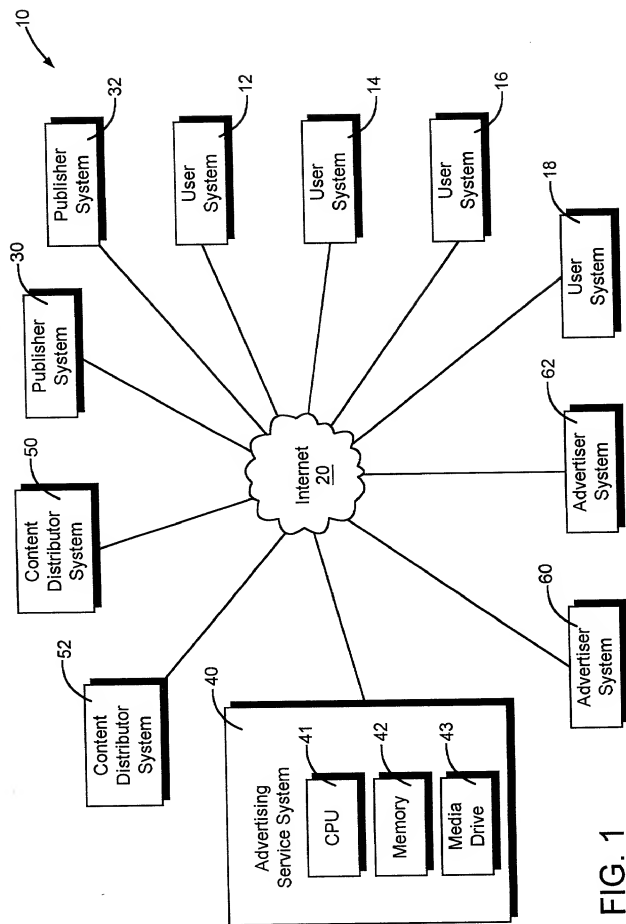 10
52
Content
Distributor
System
50
Content
Distributor
System
30
Publisher
System
32
Publisher
System
12
User
System
14
User
System
16
User
System
18
User
System
62
Advertiser
System
60
Advertiser
System
Internet
20
40
Advertising
Service System
41
CPU
42
Memory
43
Media
Drive
FIG. 1